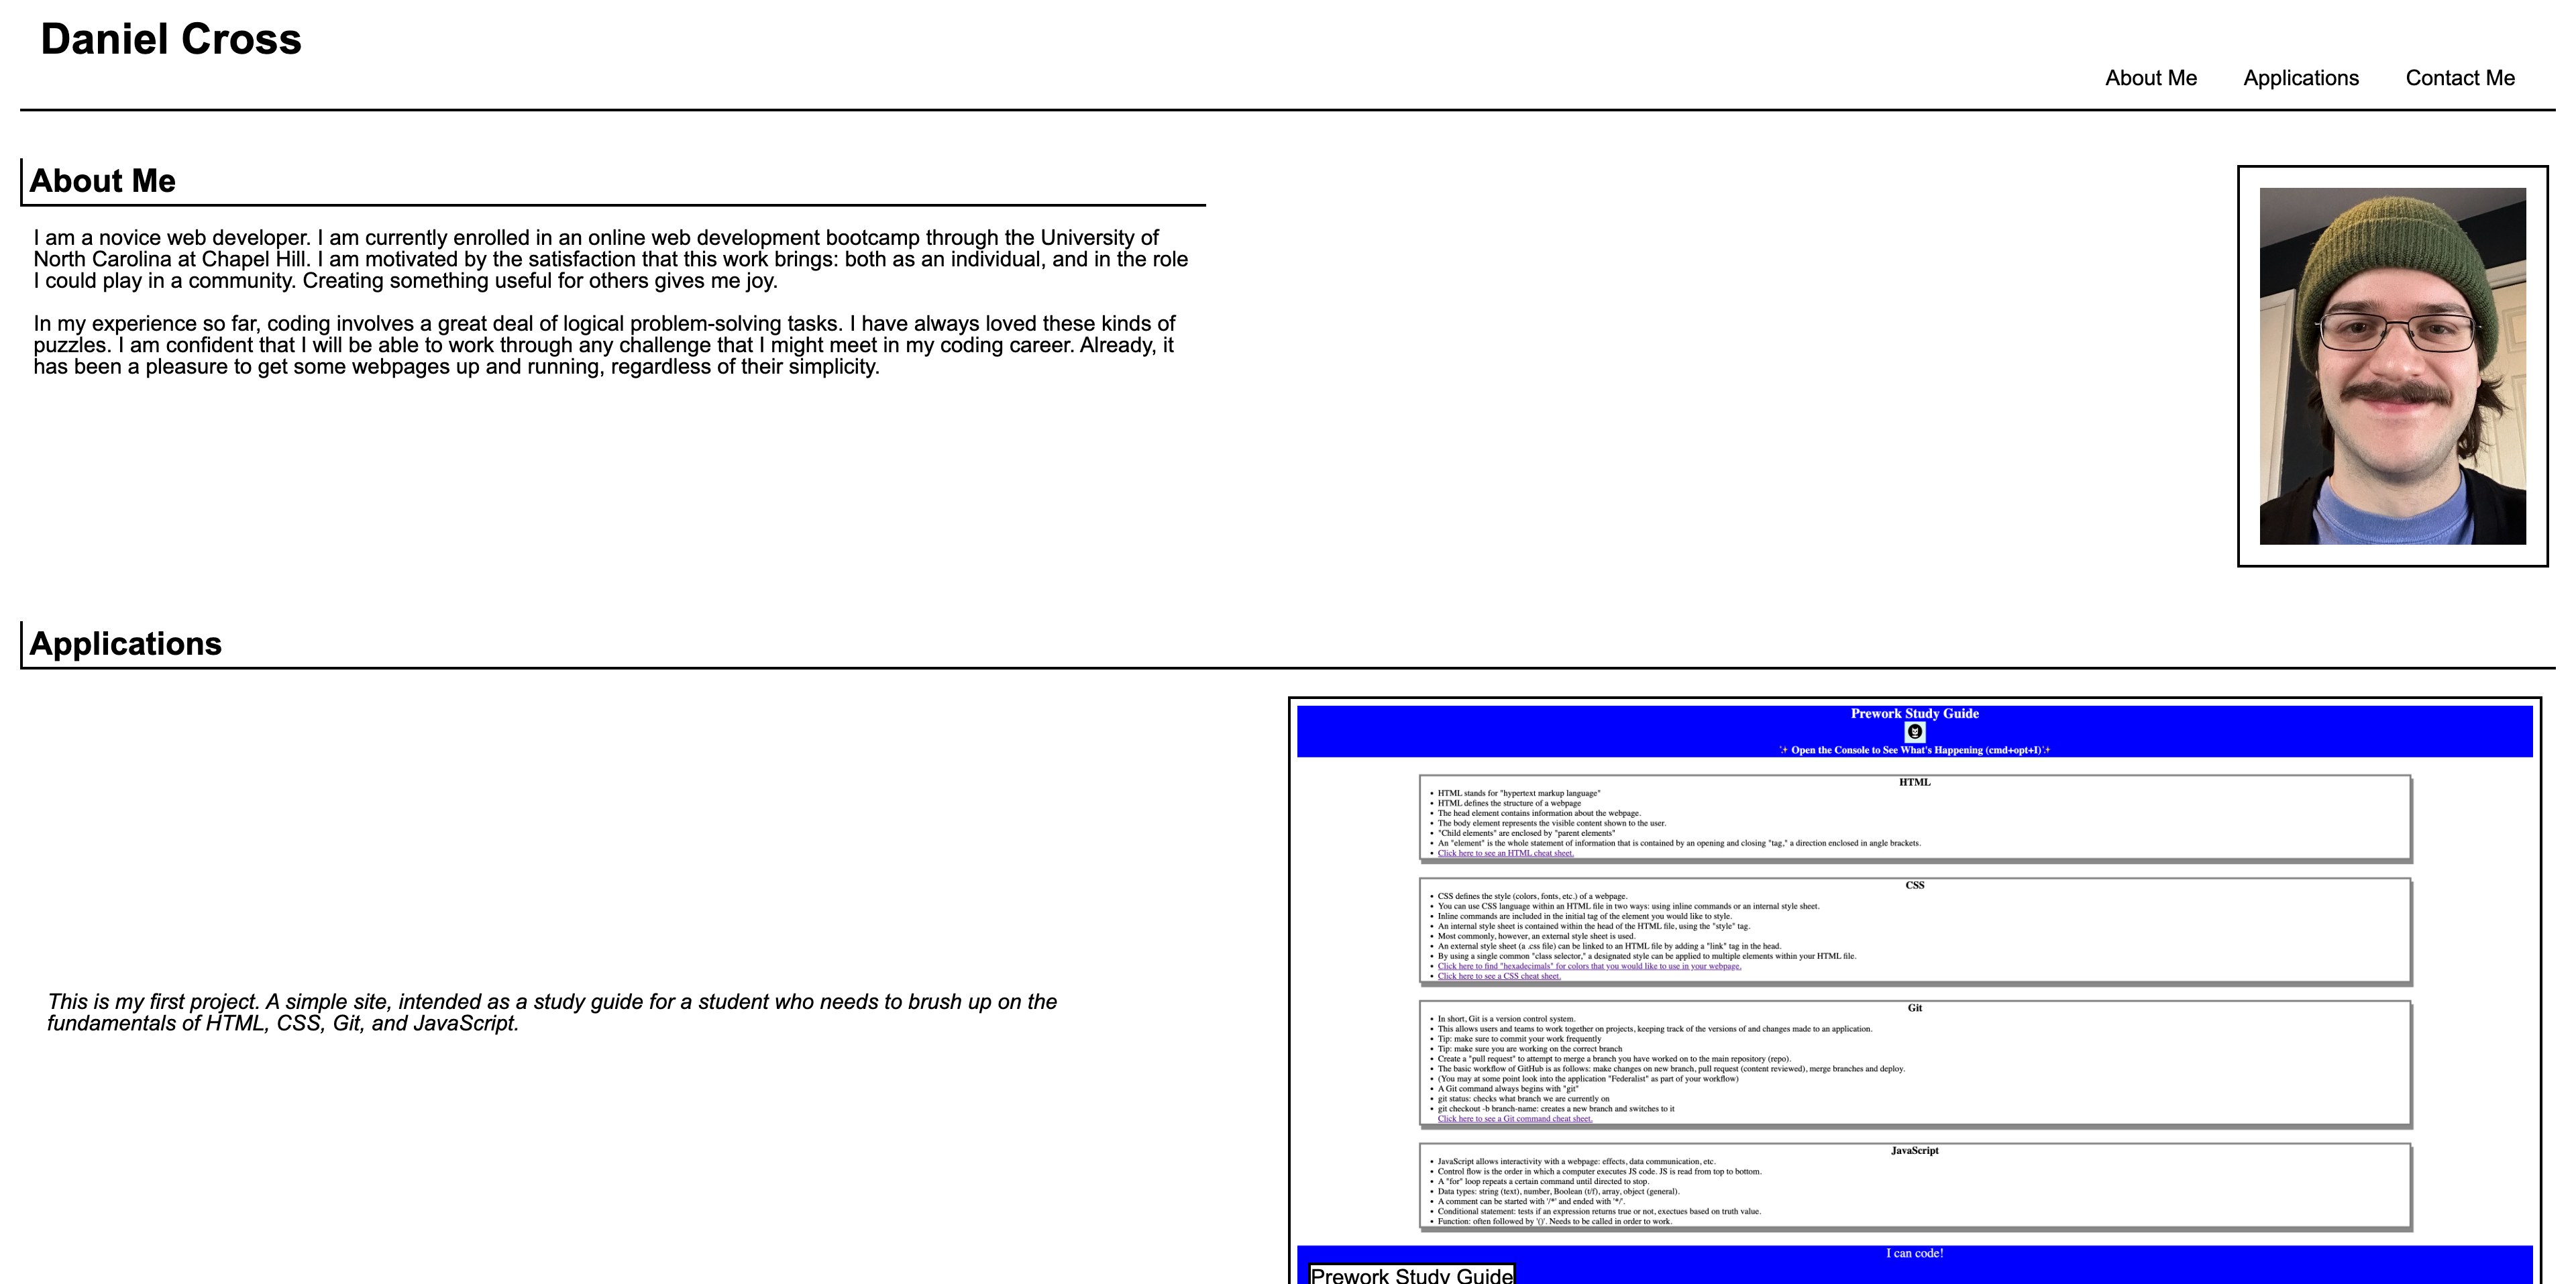 Daniel Cross
About Me
Applications
Contact Me
About Me
I am a novice web developer. I am currently enrolled in an online web development bootcamp through the University of
North Carolina at Chapel Hill. I am motivated by the satisfaction that this work brings: both as an individual, and in the role
I could play in a community. Creating something useful for others gives me joy.
In my experience so far, coding involves a great deal of logical problem-solving tasks. I have always loved these kinds of
puzzles. I am confident that I will be able to work through any challenge that I might meet in my coding career. Already, it
has been a pleasure to get some webpages up and running, regardless of their simplicity.
Applications
This is my first project. A simple site, intended as a study guide for a student who needs to brush up on the
fundamentals of HTML, CSS, Git, and JavaScript.
Prework Study Guide
✨ Open the Console to See What's Happening (cmd+opt+I)✨
HTML
• HTML stands for "hypertext markup language"
• HTML defines the structure of a webpage
• The head element contains information about the webpage.
• The body element represents the visible content shown to the user.
• "Child elements" are enclosed by "parent elements"
• An "element" is the whole statement of information that is contained by an opening and closing "tag," a direction enclosed in angle brackets.
• Click here to see an HTML cheat sheet.
CSS
• CSS defines the style (colors, fonts, etc.) of a webpage.
• You can use CSS language within an HTML file in two ways: using inline commands or an internal style sheet.
• Inline commands are included in the initial tag of the element you would like to style.
• An internal style sheet is contained within the head of the HTML file, using the "style" tag.
• Most commonly, however, an external style sheet is used.
• An external style sheet (a .css file) can be linked to an HTML file by adding a "link" tag in the head.
• By using a single common "class selector," a designated style can be applied to multiple elements within your HTML file.
• Click here to find "hexadecimals" for colors that you would like to use in your webpage.
• Click here to see a CSS cheat sheet.
Git
• In short, Git is a version control system.
• This allows users and teams to work together on projects, keeping track of the versions of and changes made to an application.
• Tip: make sure to commit your work frequently
• Tip: make sure you are working on the correct branch
• Create a "pull request" to attempt to merge a branch you have worked on to the main repository (repo).
• The basic workflow of GitHub is as follows: make changes on new branch, pull request (content reviewed), merge branches and deploy.
• (You may at some point look into the application "Federalist" as part of your workflow)
• A Git command always begins with "git"
• git status: checks what branch we are currently on
• git checkout -b branch-name: creates a new branch and switches to it
Click here to see a Git command cheat sheet.
JavaScript
• JavaScript allows interactivity with a webpage: effects, data communication, etc.
• Control flow is the order in which a computer executes JS code. JS is read from top to bottom.
• A "for" loop repeats a certain command until directed to stop.
• Data types: string (text), number, Boolean (t/f), array, object (general).
• A comment can be started with '/*' and ended with '*/'.
• Conditional statement: tests if an expression returns true or not, exectues based on truth value.
• Function: often followed by '()'. Needs to be called in order to work.
I can code!
Prework Study Guide